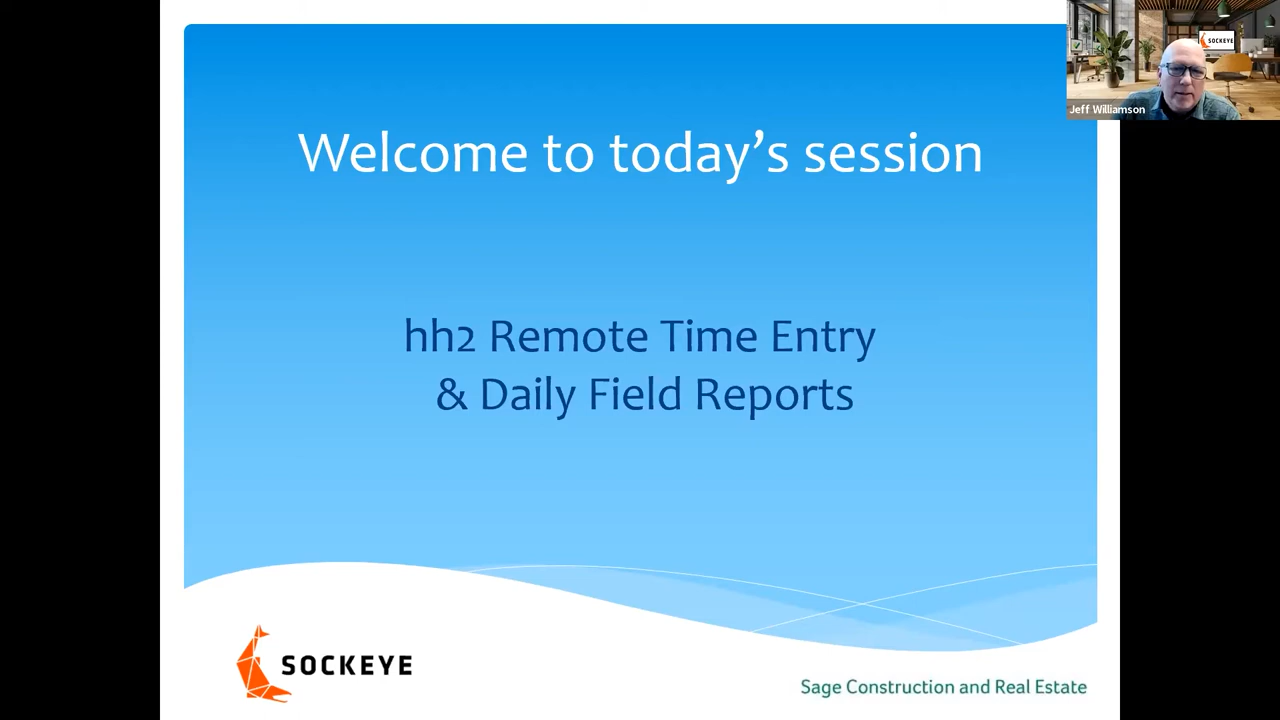 Welcome to today's session
SOCKEYE
Jeff Williamson
hh2 Remote Time Entry
& Daily Field Reports
SOCKEYE
Sage Construction and Real Estate